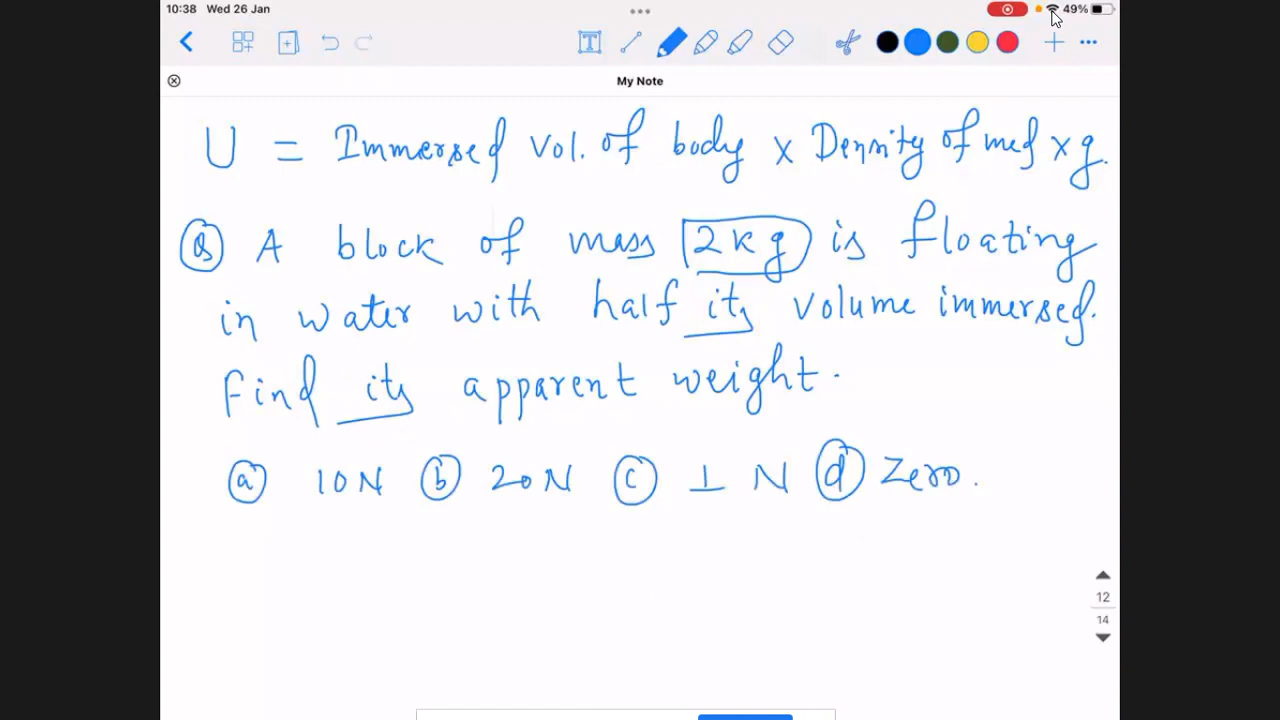 10:38 Wed 26 Jan
49%
My Note
U = Immersed Vol. of body x Density of med x g.
Q A block of mass 2kg is floating
in water with half its volume immersed.
Find its apparent weight.
a 10N b 20N c 1 N d Zero.
12
14